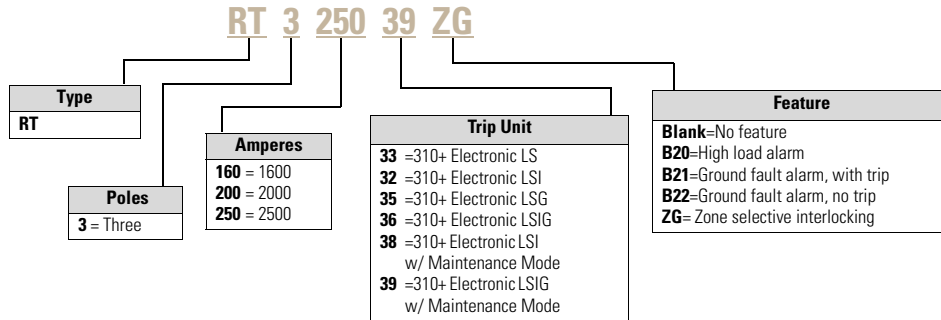 RT 3 250 39 ZG
Type
RT
Poles
3 = Three
Amperes
160 = 1600
200 = 2000
250 = 2500
Trip Unit
33 =310+ Electronic LS
32 =310+ Electronic LSI
35 =310+ Electronic LSG
36 =310+ Electronic LSIG
38 =310+ Electronic LSI
w/ Maintenance Mode
39 =310+ Electronic LSIG
w/ Maintenance Mode
Feature
Blank=No feature
B20=High load alarm
B21=Ground fault alarm, with trip
B22=Ground fault alarm, no trip
ZG= Zone selective interlocking